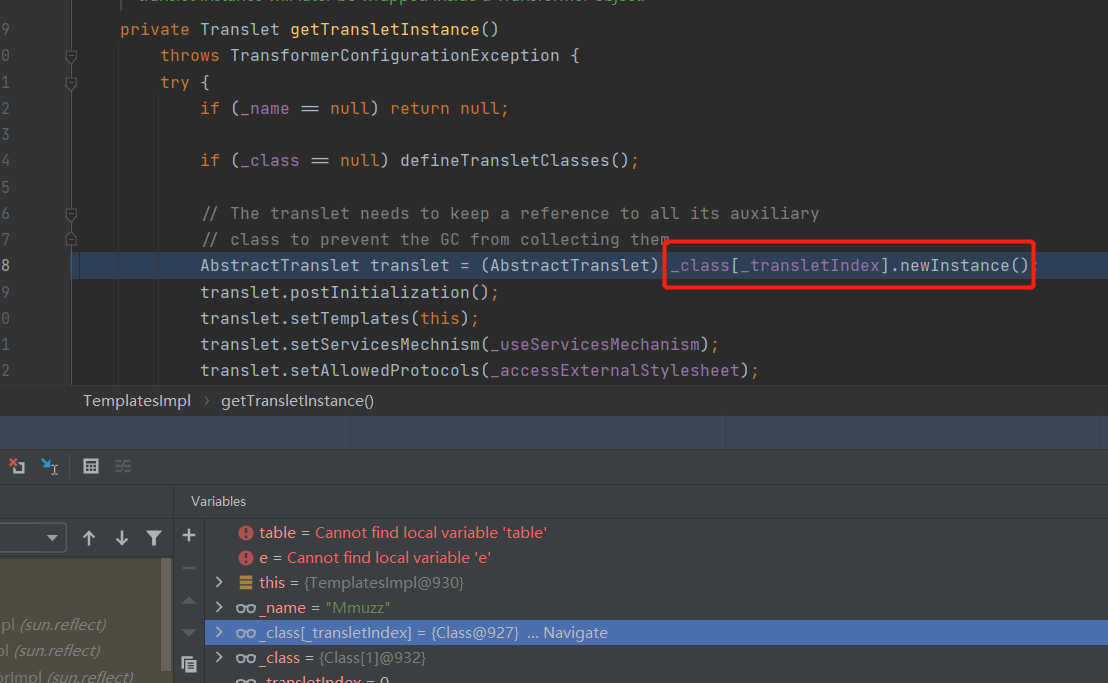 9 private Translet getTransletInstance()
0 throws TransformerConfigurationException {
1 try {
2 if (_name == null) return null;
3
4 if (_class == null) defineTransletClasses();
5
6 // The translet needs to keep a reference to all its auxiliary
7 // class to prevent the GC from collecting them
8 AbstractTranslet translet = (AbstractTranslet) _class[_transletIndex].newInstance();
9 translet.postInitialization();
0 translet.setTemplates(this);
1 translet.setServicesMechnism(_useServicesMechanism);
2 translet.setAllowedProtocols(_accessExternalStylesheet);
TemplatesImpl > getTransletInstance()
Variables
table = Cannot find local variable 'table'
e = Cannot find local variable 'e'
this = {TemplatesImpl@930}
_name = "Mmuzz"
_class[_transletIndex] = {Class@927} ... Navigate
_class = {Class[1]@932}
_transletIndex = 0
pl (sun.reflect)
pl (sun.reflect)
orImpl (sun.reflect)